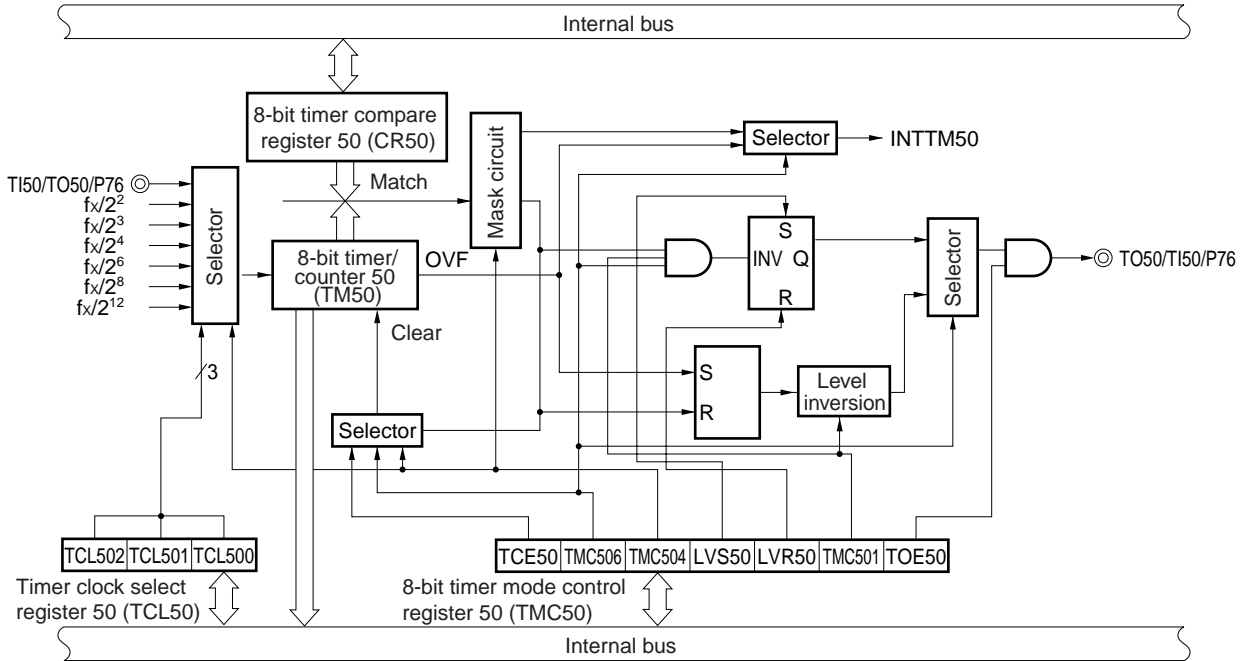 Internal bus
8-bit timer compare
register 50 (CR50)
Match
Mask circuit
Selector
INTTM50
TI50/TO50/P76
fx/2²
fx/2³
fx/2⁴
fx/2⁶
fx/2⁸
fx/2¹²
Selector
8-bit timer/
counter 50
(TM50)
OVF
Clear
S
INV Q
R
Selector
TO50/TI50/P76
3
S
R
Level
inversion
Selector
TCL502 TCL501 TCL500
Timer clock select
register 50 (TCL50)
TCE50 TMC506 TMC504 LVS50 LVR50 TMC501 TOE50
8-bit timer mode control
register 50 (TMC50)
Internal bus